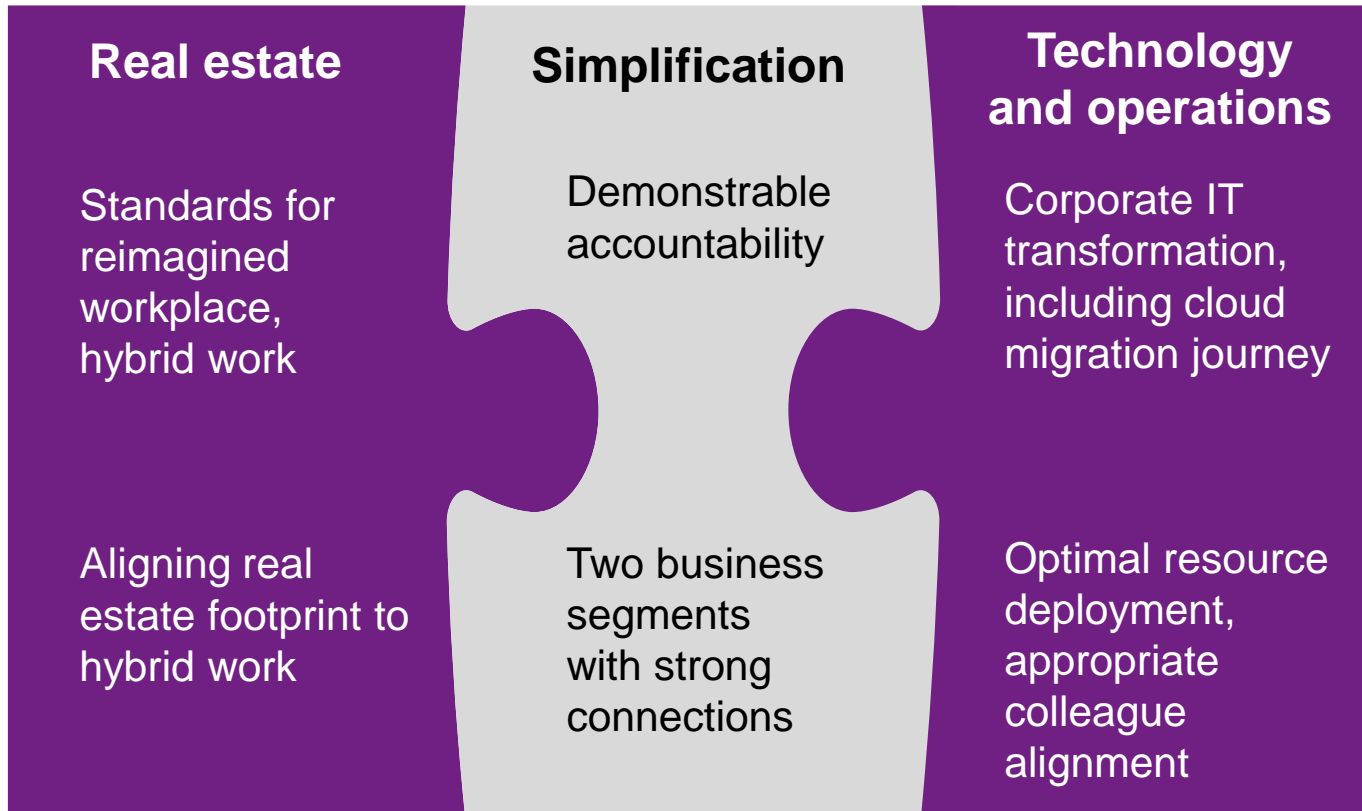 Real estate
Standards for
reimagined
workplace,
hybrid work
Aligning real
estate footprint to
hybrid work
Simplification
Demonstrable
accountability
Two business
segments
with strong
connections
Technology
and operations
Corporate IT
transformation,
including cloud
migration journey
Optimal resource
deployment,
appropriate
colleague
alignment